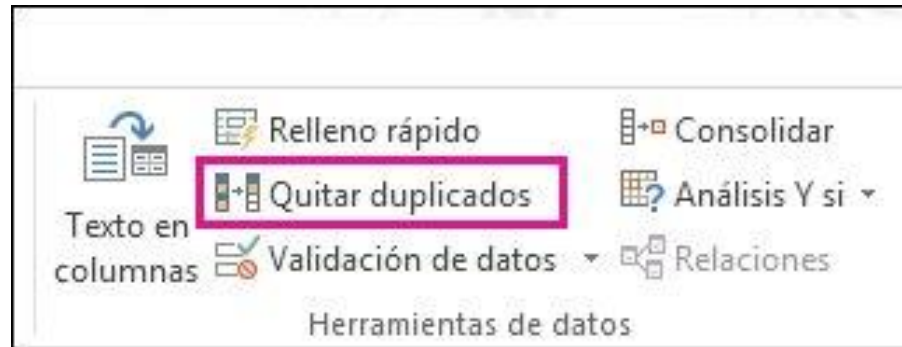 Texto en
columnas
Relleno rápido
Quitar duplicados
Validación de datos
Consolidar
Análisis Y si
Relaciones
Herramientas de datos